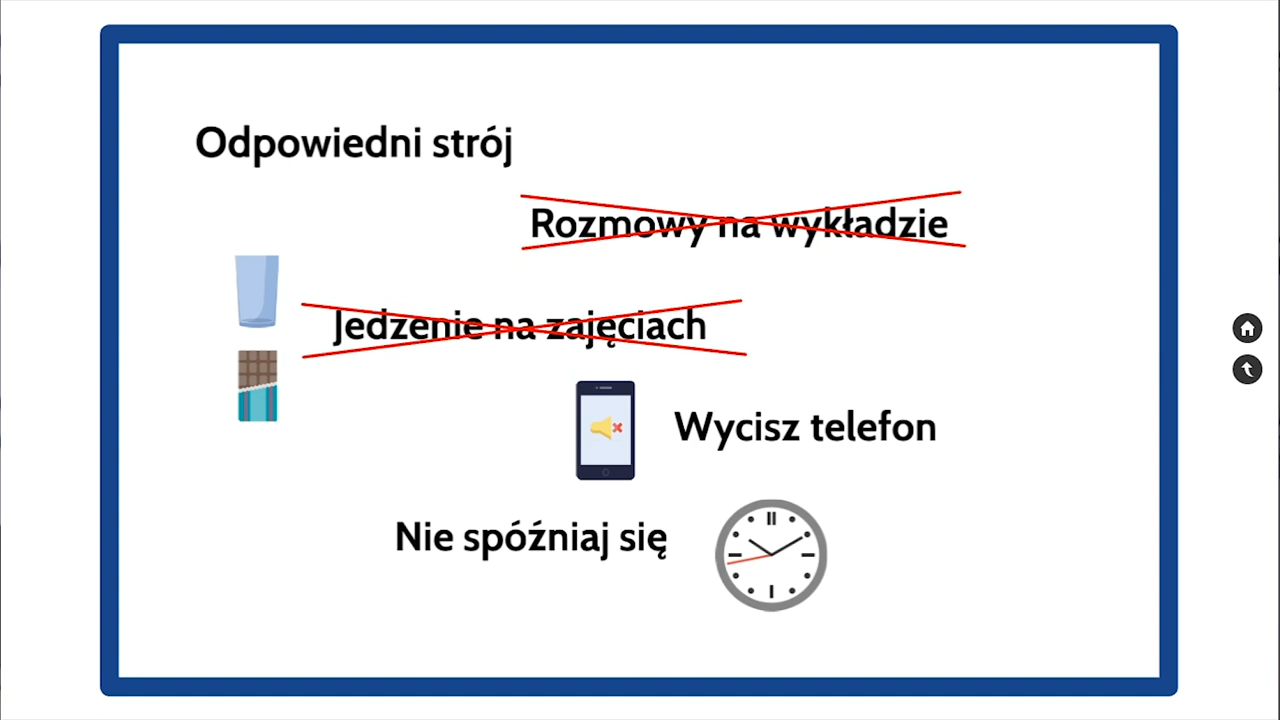 Odpowiedni strój
Rozmowy na wykładzie
Jedzenie na zajęciach
Wycisz telefon
Nie spóźniaj się